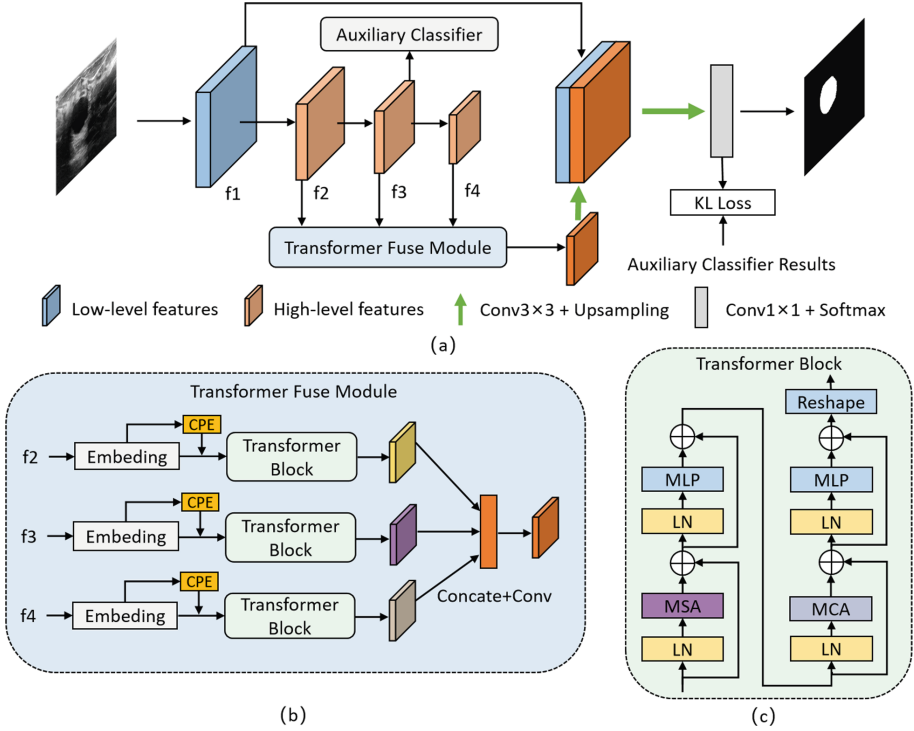 Auxiliary Classifier
f1
f2
f3
f4
Transformer Fuse Module
KL Loss
Auxiliary Classifier Results
Low-level features
High-level features
Conv3×3 + Upsampling
Conv1×1 + Softmax
(a)
Transformer Fuse Module
f2
Embeding
CPE
Transformer
Block
f3
Embeding
CPE
Transformer
Block
f4
Embeding
CPE
Transformer
Block
Concate+Conv
(b)
Transformer Block
MLP
LN
MSA
LN
Reshape
MLP
LN
MCA
LN
(c)